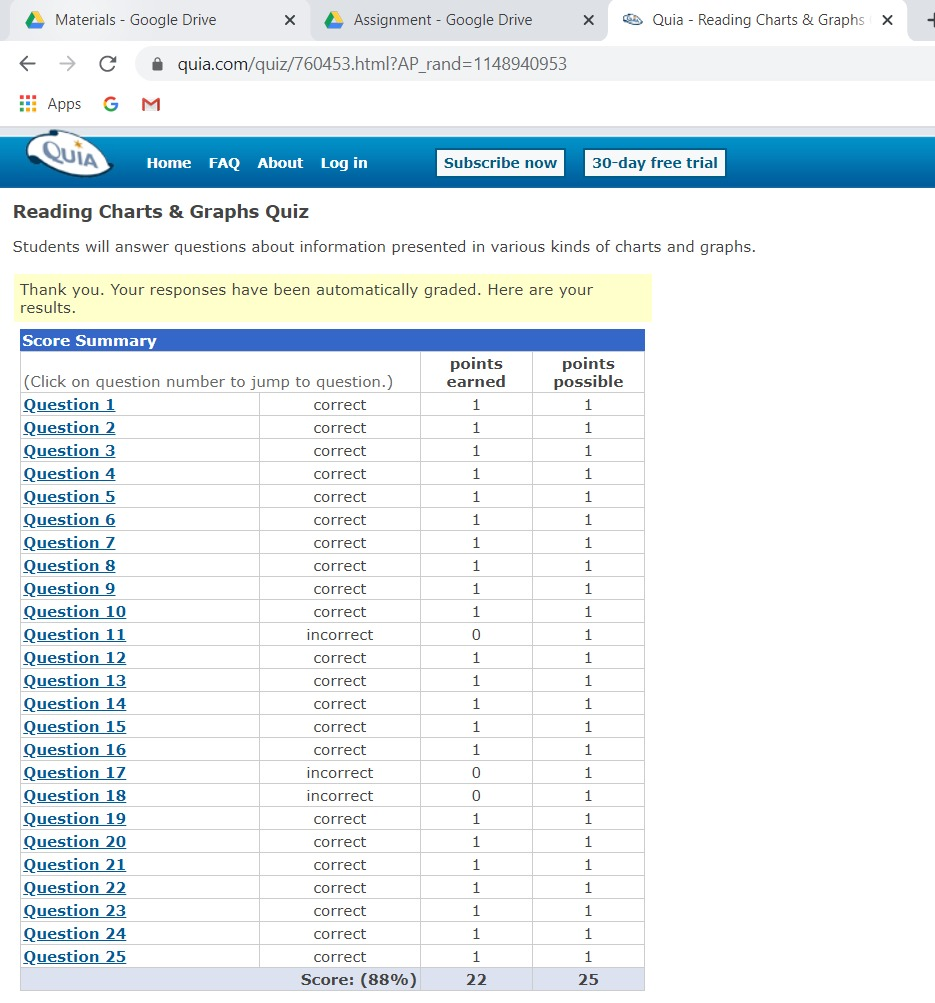 Materials - Google Drive
Assignment - Google Drive
Quia - Reading Charts & Graphs
quia.com/quiz/760453.html?AP_rand=1148940953
Apps
QUIA Home FAQ About Log in Subscribe now 30-day free trial
Reading Charts & Graphs Quiz
Students will answer questions about information presented in various kinds of charts and graphs.
Thank you. Your responses have been automatically graded. Here are your
results.
Score Summary
(Click on question number to jump to question.) points earned points possible
Question 1 correct 1 1
Question 2 correct 1 1
Question 3 correct 1 1
Question 4 correct 1 1
Question 5 correct 1 1
Question 6 correct 1 1
Question 7 correct 1 1
Question 8 correct 1 1
Question 9 correct 1 1
Question 10 correct 1 1
Question 11 incorrect 0 1
Question 12 correct 1 1
Question 13 correct 1 1
Question 14 correct 1 1
Question 15 correct 1 1
Question 16 correct 1 1
Question 17 incorrect 0 1
Question 18 incorrect 0 1
Question 19 correct 1 1
Question 20 correct 1 1
Question 21 correct 1 1
Question 22 correct 1 1
Question 23 correct 1 1
Question 24 correct 1 1
Question 25 correct 1 1
Score: (88%) 22 25